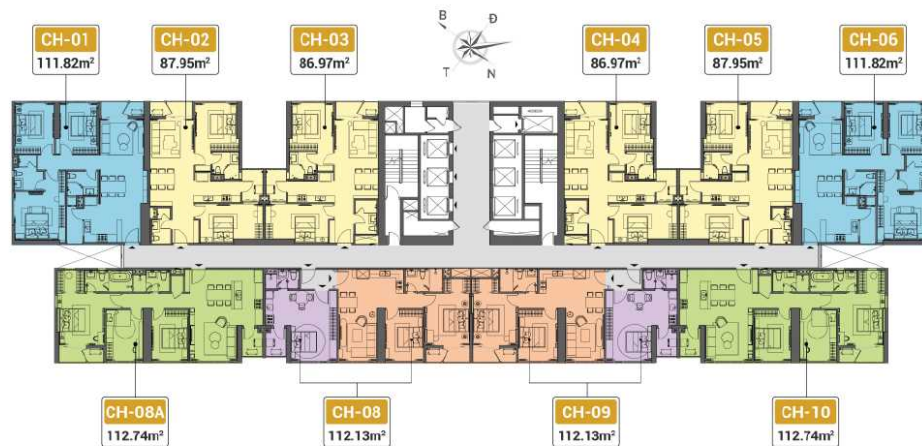 B
Đ
T
N
CH-01
111.82m²
CH-02
87.95m²
CH-03
86.97m²
CH-04
86.97m²
CH-05
87.95m²
CH-06
111.82m²
CH-08A
112.74m²
CH-08
112.13m²
CH-09
112.13m²
CH-10
112.74m²